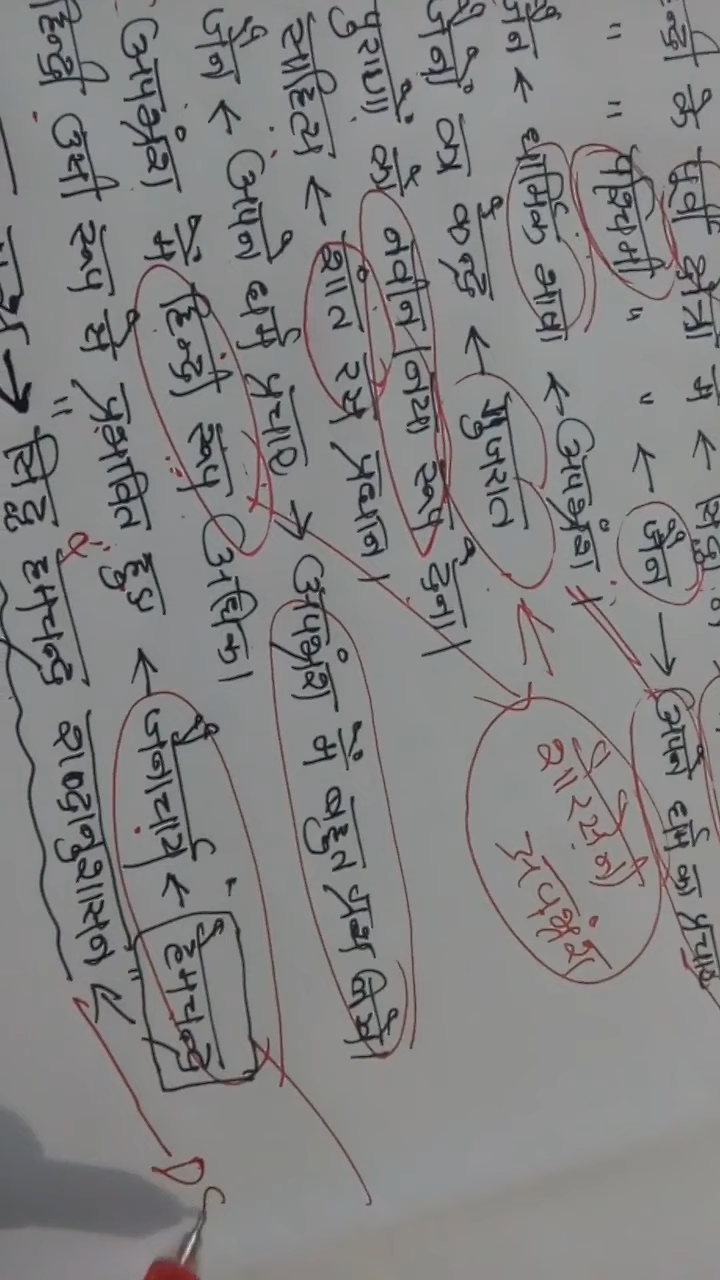 हिन्दी के पूर्वी क्षेत्रों में ← सिद्धों ने
" " पश्चिमी " " ← जैन → अपने धर्म का प्रचार
जैन ← धार्मिक भाषा ← अपभ्रंश।
जैनों का केन्द्र ← गुजरात शौरसेनी अपभ्रंश
पुराणों को नवीन/नया रूप देना।
साहित्य ← शांत रस प्रधान।
जैन ← अपने धर्म प्रचार → अपभ्रंश में बहुत ग्रन्थ लिखे।
अपभ्रंश में हिन्दी रूप अधिक।
हिन्दी उसी रूप से प्रभावित हुई ← जैनाचार्य ← हेमचन्द्र
→ "सिद्ध हेमचन्द्र शब्दानुशासन" ←